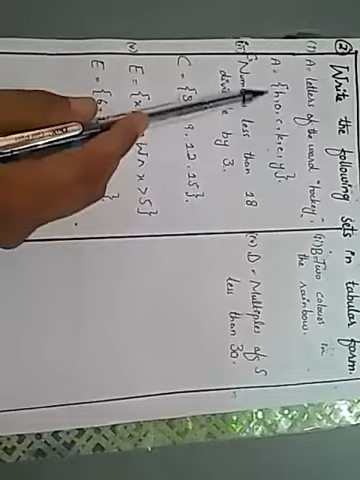 ② Write the following sets in tabular form.
(i) A = letters of the word "hockey".
A = {h, o, c, k, e, y}.
(ii) B = Two colours in
the rainbow.
(iii) less than 18
by 3.
C = {3 9, 12, 15}.
(iv) D = Multiples of 5
less than 30.
(v) E = {x W n x > 5}
E = {6, }